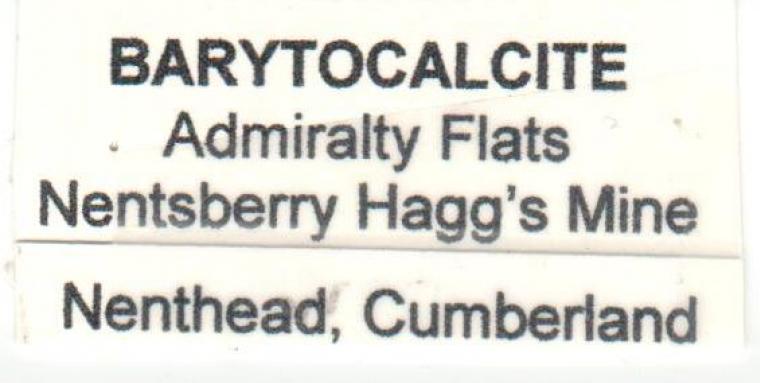 BARYTOCALCITE
Admiralty Flats
Nentsberry Hagg's Mine
Nenthead, Cumberland